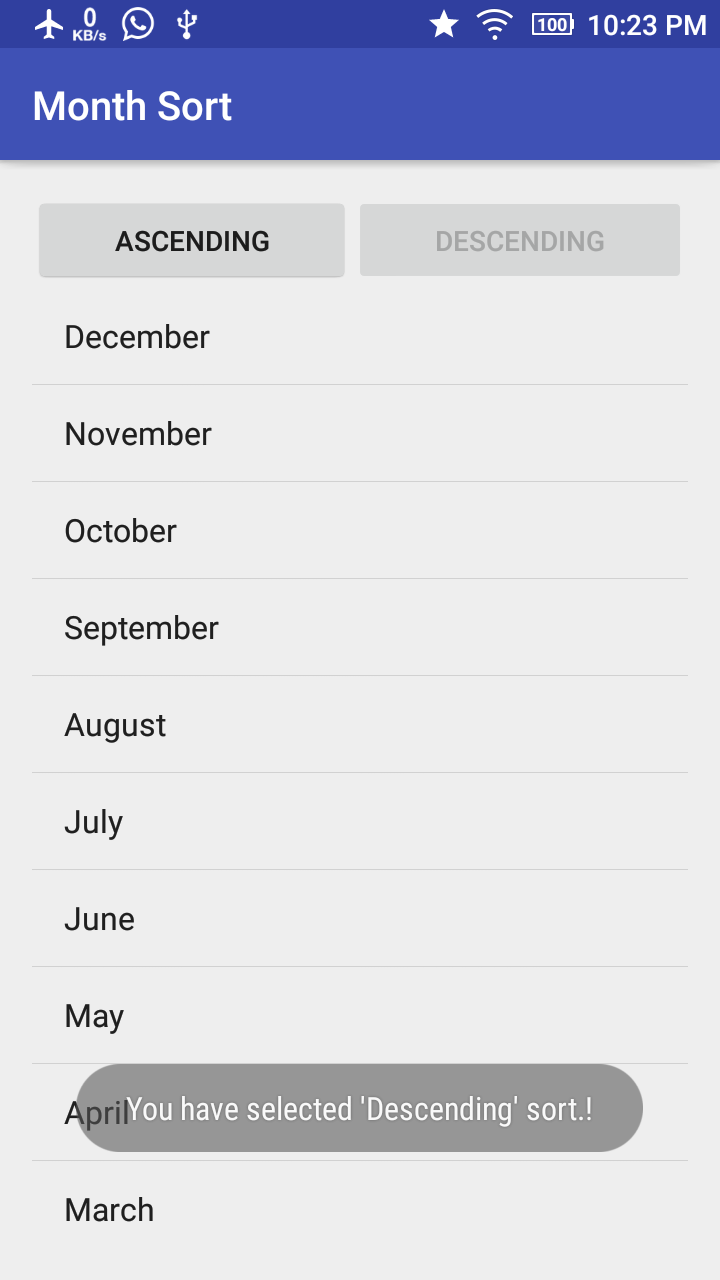 0
KB/s
100
10:23 PM
Month Sort
ASCENDING
DESCENDING
December
November
October
September
August
July
June
May
April
You have selected 'Descending' sort.!
March